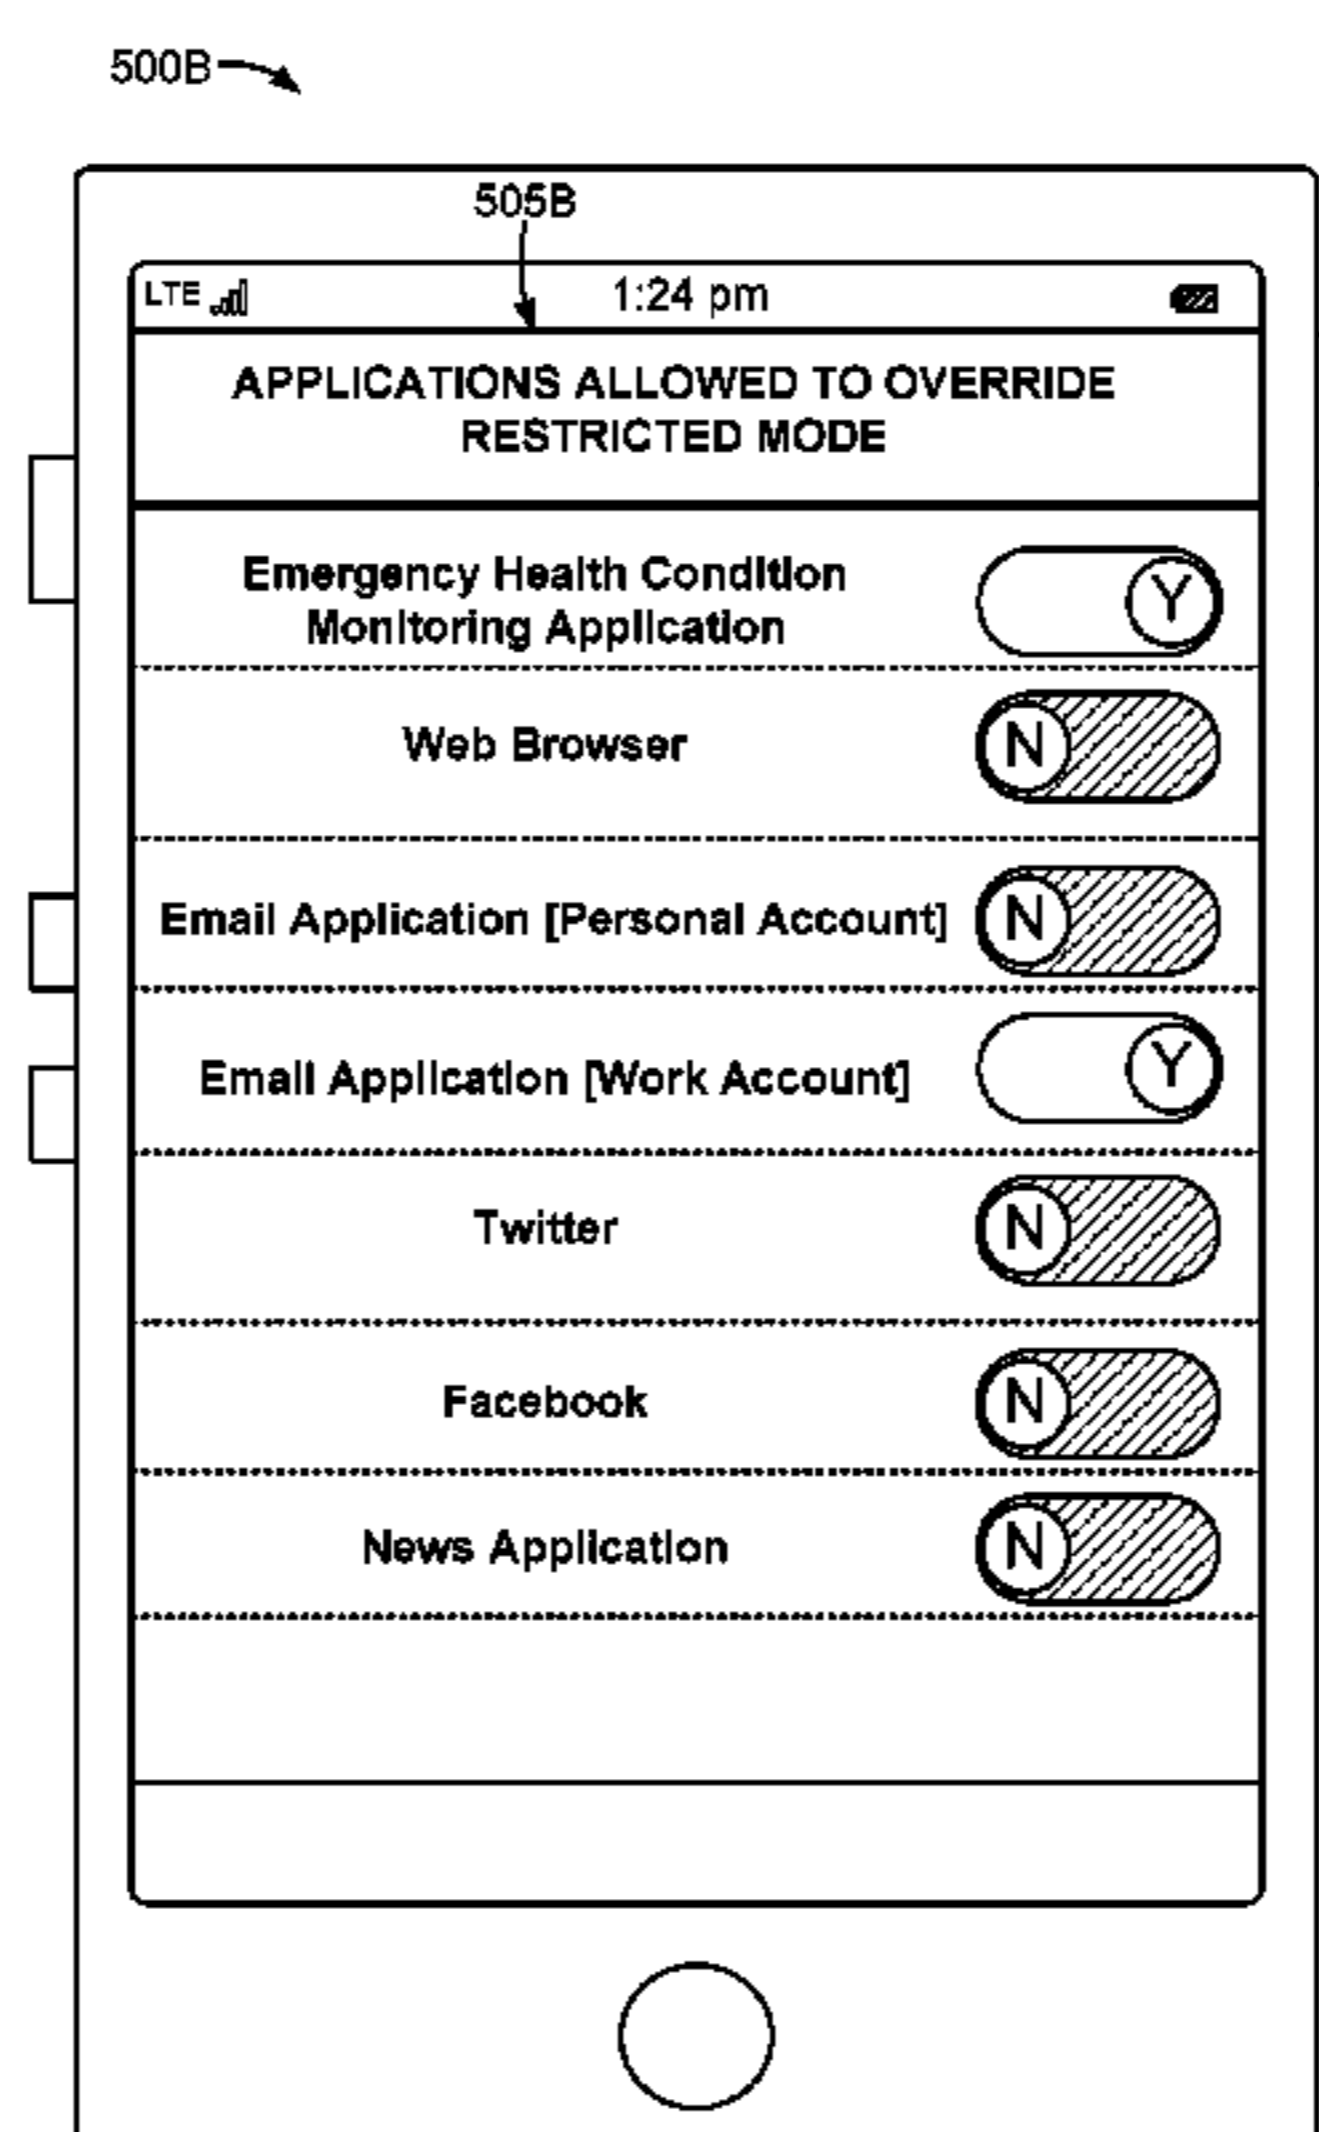 500B
505B
LTE 1:24 pm
APPLICATIONS ALLOWED TO OVERRIDE
RESTRICTED MODE
Emergency Health Condition
Monitoring Application
Y
Web Browser
N
Email Application [Personal Account]
N
Email Application [Work Account]
Y
Twitter
N
Facebook
N
News Application
N